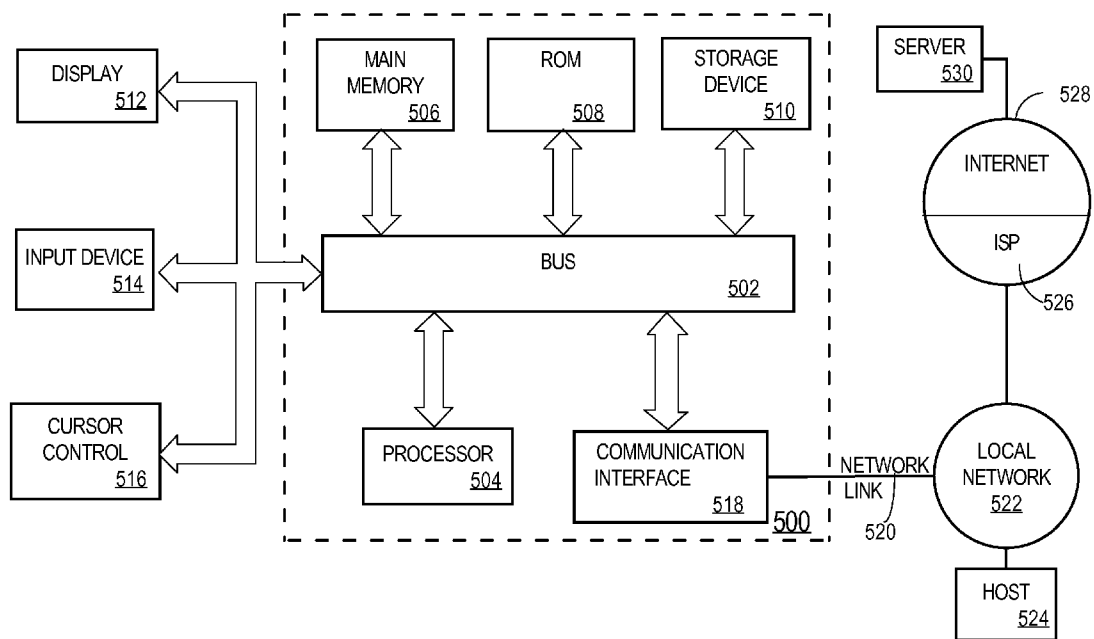 DISPLAY
512
INPUT DEVICE
514
CURSOR
CONTROL
516
MAIN
MEMORY
506
ROM
508
STORAGE
DEVICE
510
BUS
502
PROCESSOR
504
COMMUNICATION
INTERFACE
518
500
NETWORK
LINK
520
SERVER
530
528
INTERNET
ISP
526
LOCAL
NETWORK
522
HOST
524